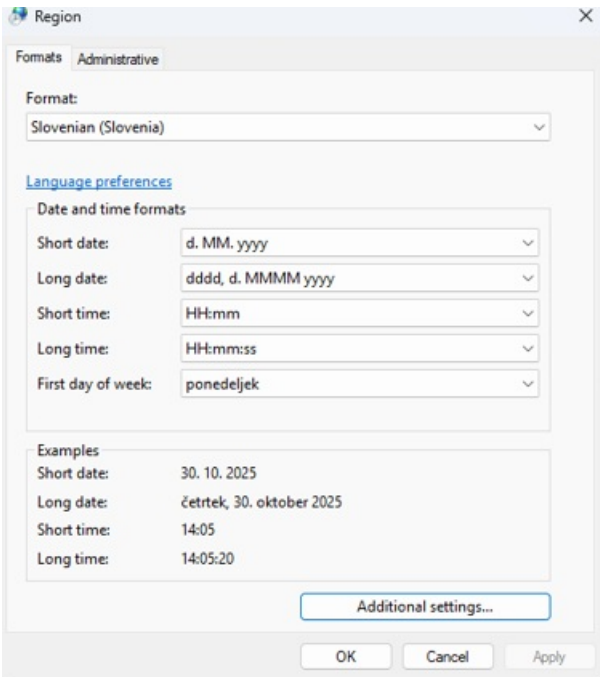 Region
Formats Administrative
Format:
Slovenian (Slovenia)
Language preferences
Date and time formats
Short date: d. MM. yyyy
Long date: dddd, d. MMMM yyyy
Short time: HH:mm
Long time: HH:mm:ss
First day of week: ponedeljek
Examples
Short date: 30. 10. 2025
Long date: četrtek, 30. oktober 2025
Short time: 14:05
Long time: 14:05:20
Additional settings...
OK Cancel Apply